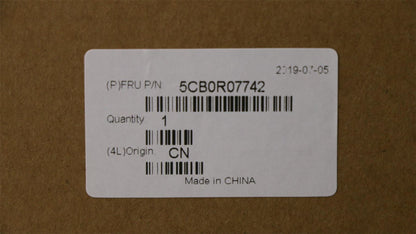 2019-07-05
(P)FRU P/N 5CB0R07742
Quantity 1
(4L)Origin: CN
Made in CHINA